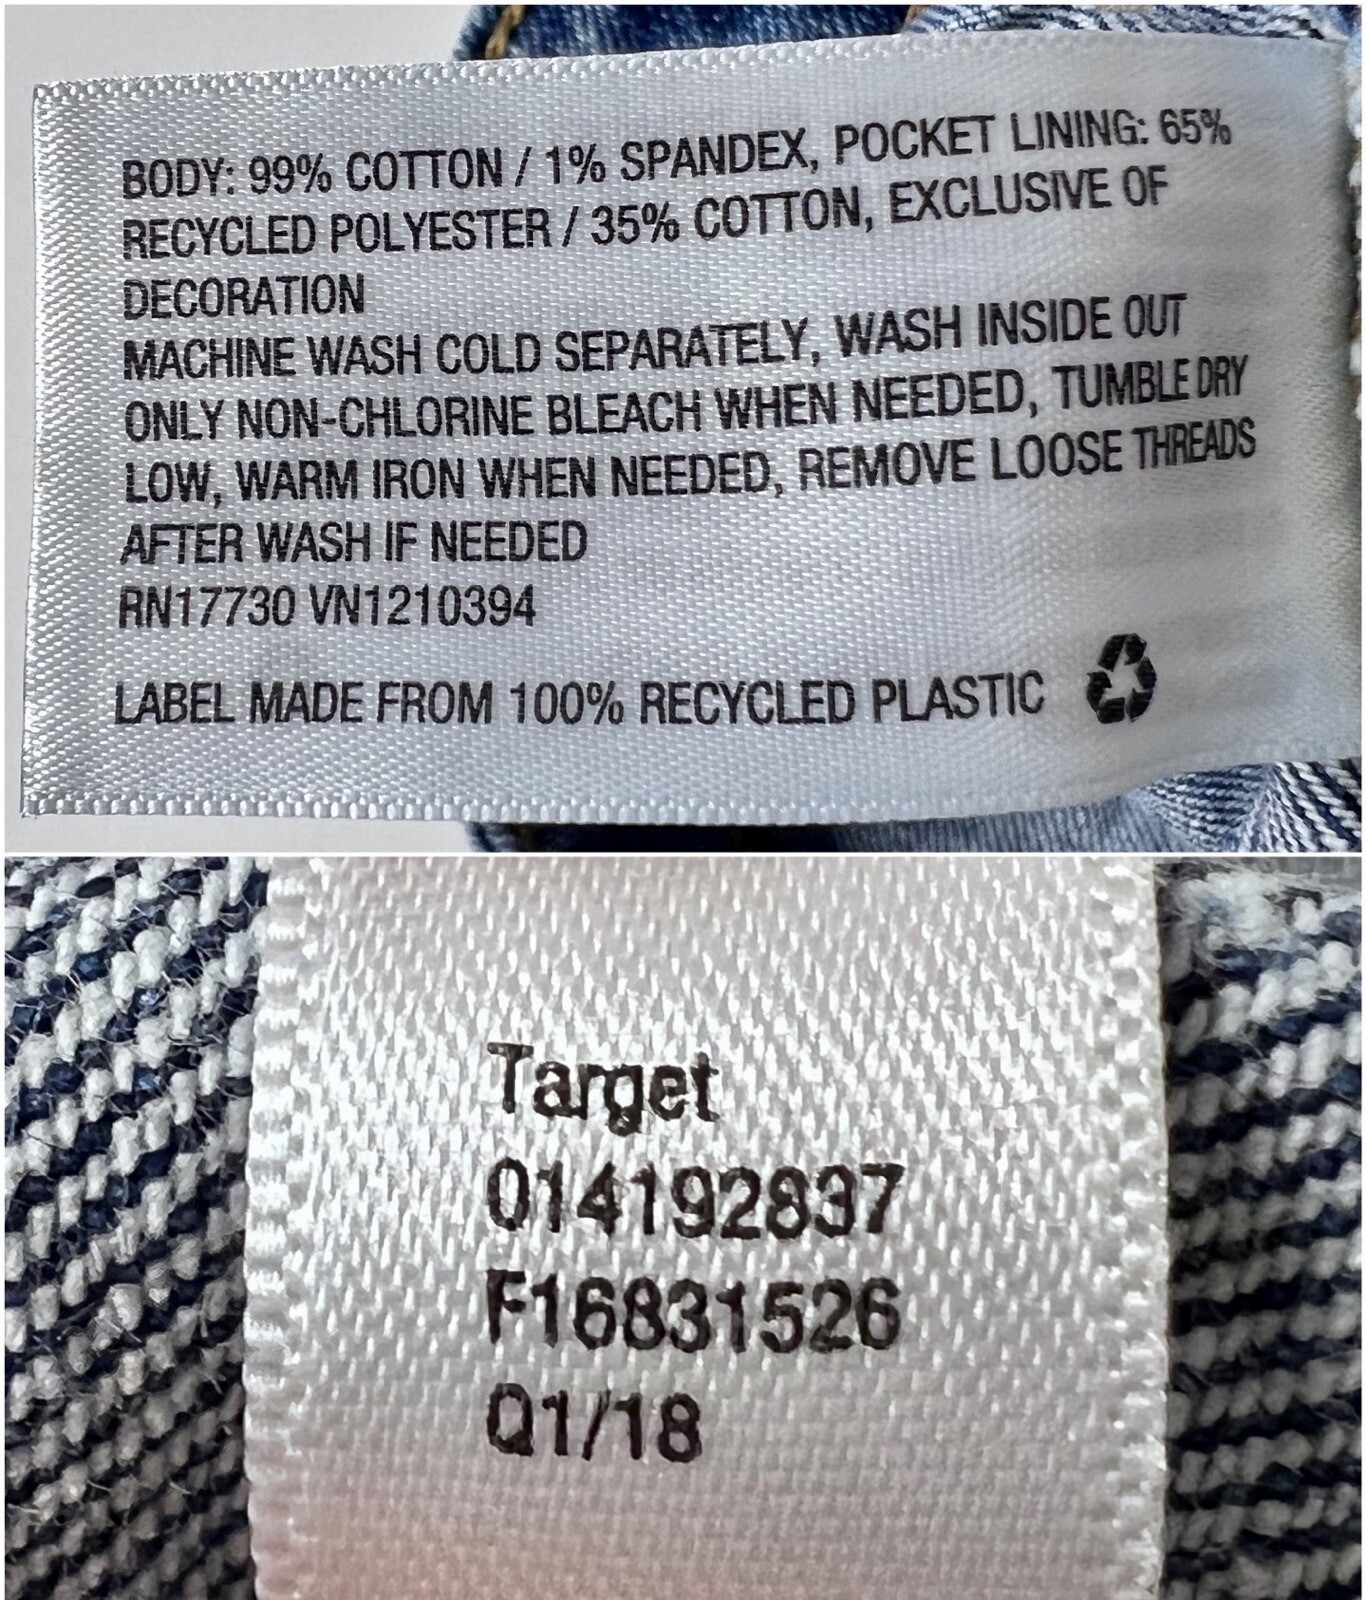 BODY: 99% COTTON / 1% SPANDEX, POCKET LINING: 65%
RECYCLED POLYESTER / 35% COTTON, EXCLUSIVE OF
DECORATION
MACHINE WASH COLD SEPARATELY, WASH INSIDE OUT
ONLY NON-CHLORINE BLEACH WHEN NEEDED, TUMBLE DRY
LOW, WARM IRON WHEN NEEDED, REMOVE LOOSE THREADS
AFTER WASH IF NEEDED
RN17730 VN1210394
LABEL MADE FROM 100% RECYCLED PLASTIC
Target
014192837
F16831526
Q1/18